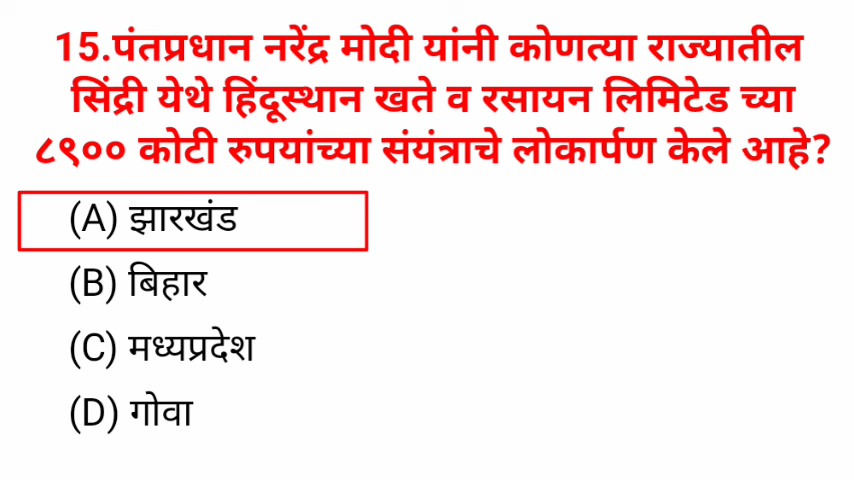 15.पंतप्रधान नरेंद्र मोदी यांनी कोणत्या राज्यातील
सिंद्री येथे हिंदूस्थान खते व रसायन लिमिटेड च्या
८९०० कोटी रुपयांच्या संयंत्राचे लोकार्पण केले आहे?
(A) झारखंड
(B) बिहार
(C) मध्यप्रदेश
(D) गोवा